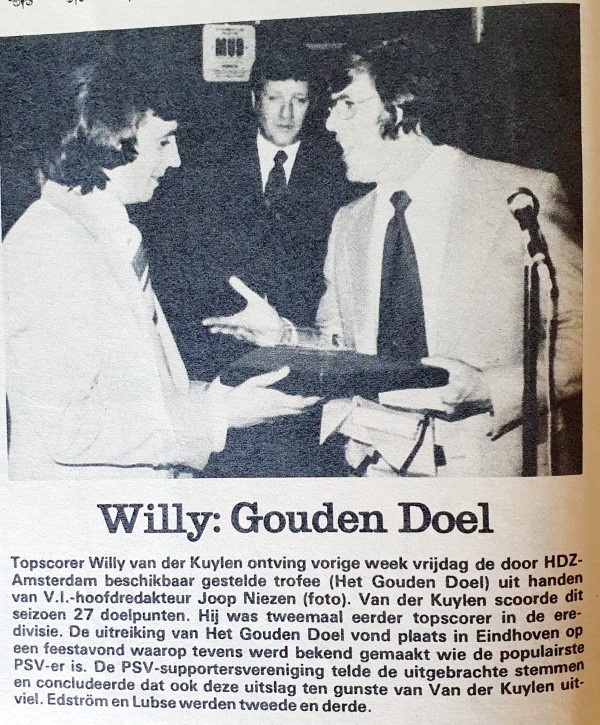 MUB
Willy: Gouden Doel
Topscorer Willy van der Kuylen ontving vorige week vrijdag de door HDZ-
Amsterdam beschikbaar gestelde trofee (Het Gouden Doel) uit handen
van V.I.-hoofdredakteur Joop Niezen (foto). Van der Kuylen scoorde dit
seizoen 27 doelpunten. Hij was tweemaal eerder topscorer in de ere-
divisie. De uitreiking van Het Gouden Doel vond plaats in Eindhoven op
een feestavond waarop tevens werd bekend gemaakt wie de populairste
PSV-er is. De PSV-supportersvereniging telde de uitgebrachte stemmen
en concludeerde dat ook deze uitslag ten gunste van Van der Kuylen uit-
viel. Edström en Lubse werden tweede en derde.